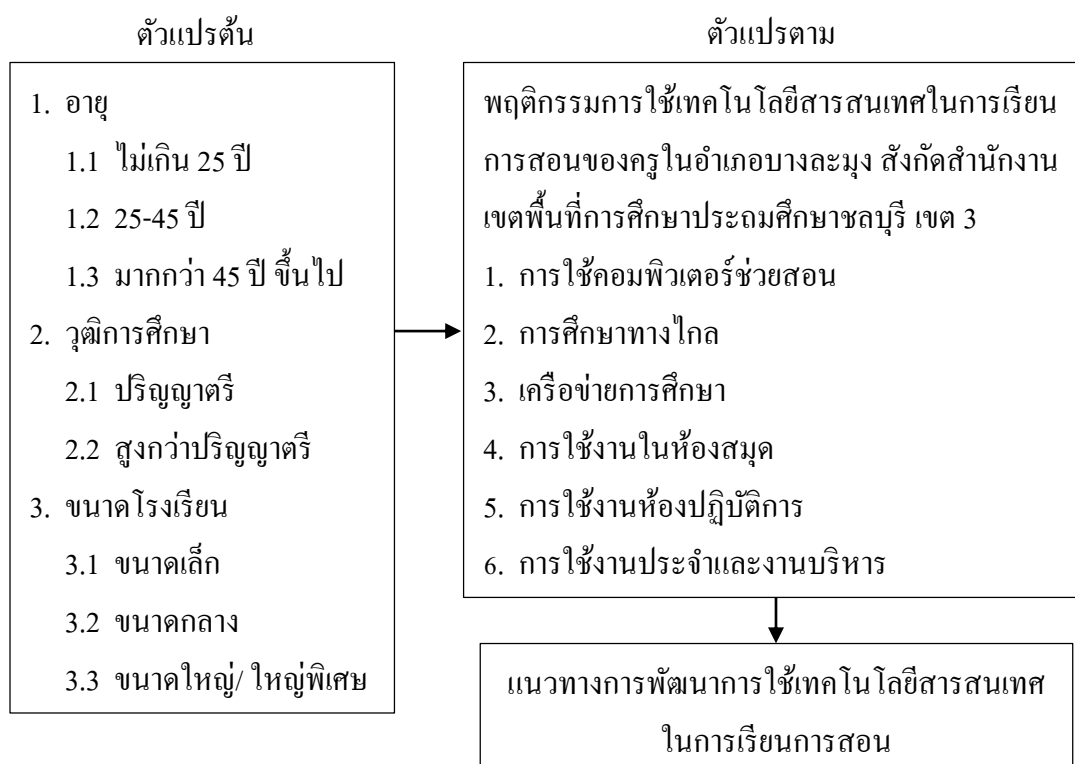 ตัวแปรต้น
1. อายุ
1.1 ไม่เกิน 25 ปี
1.2 25-45 ปี
1.3 มากกว่า 45 ปี ขึ้นไป
2. วุฒิการศึกษา
2.1 ปริญญาตรี
2.2 สูงกว่าปริญญาตรี
3. ขนาดโรงเรียน
3.1 ขนาดเล็ก
3.2 ขนาดกลาง
3.3 ขนาดใหญ่/ ใหญ่พิเศษ
ตัวแปรตาม
พฤติกรรมการใช้เทคโนโลยีสารสนเทศในการเรียน
การสอนของครูในอำเภอบางละมุง สังกัดสำนักงาน
เขตพื้นที่การศึกษาประถมศึกษาชลบุรี เขต 3
1. การใช้คอมพิวเตอร์ช่วยสอน
2. การศึกษาทางไกล
3. เครือข่ายการศึกษา
4. การใช้งานในห้องสมุด
5. การใช้งานห้องปฏิบัติการ
6. การใช้งานประจำและงานบริหาร
แนวทางการพัฒนาการใช้เทคโนโลยีสารสนเทศ
ในการเรียนการสอน